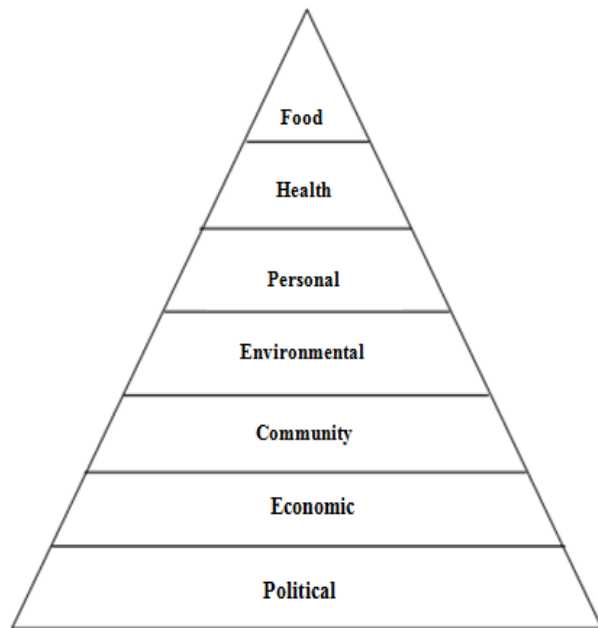 Food
Health
Personal
Environmental
Community
Economic
Political